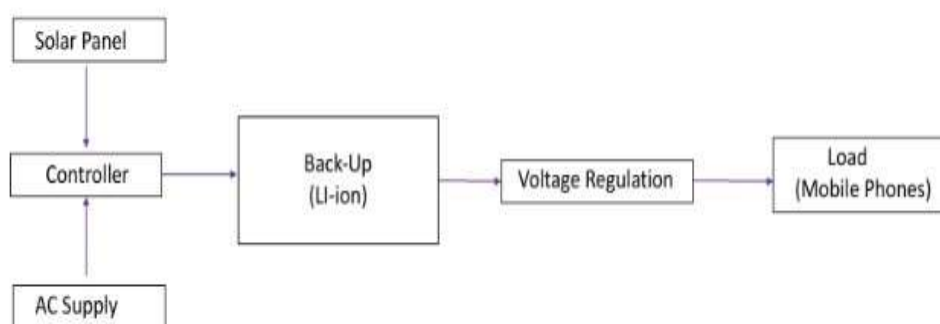 Solar Panel
Controller
AC Supply
Back-Up
(LI-ion)
Voltage Regulation
Load
(Mobile Phones)